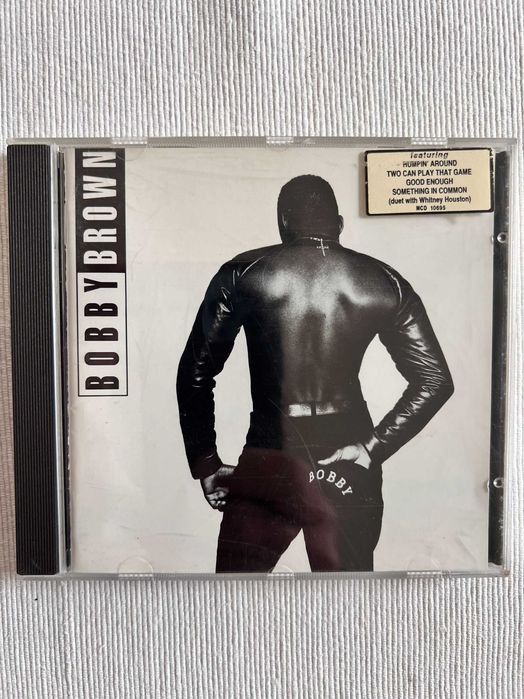 BOBBY BROWN
featuring
HUMPIN' AROUND
TWO CAN PLAY THAT GAME
GOOD ENOUGH
SOMETHING IN COMMON
(duet with Whitney Houston)
MCD 10695
BOBBY